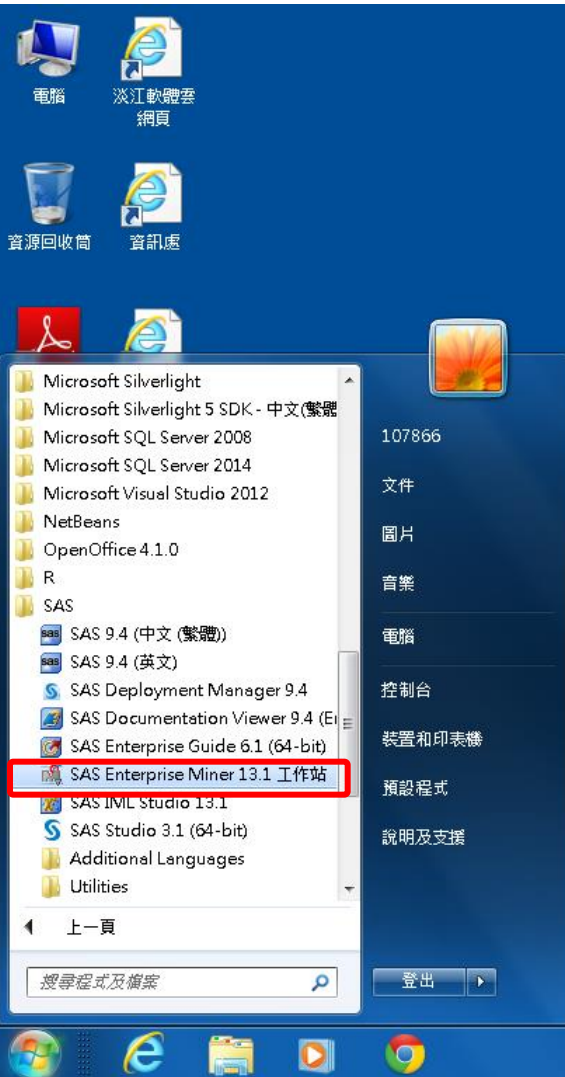 電腦
淡江軟體雲
網頁
資源回收筒
資訊處
Microsoft Silverlight
Microsoft Silverlight 5 SDK - 中文(繁體
Microsoft SQL Server 2008
Microsoft SQL Server 2014
Microsoft Visual Studio 2012
NetBeans
OpenOffice 4.1.0
R
SAS
sas SAS 9.4 (中文 (繁體))
sas SAS 9.4 (英文)
SAS Deployment Manager 9.4
SAS Documentation Viewer 9.4 (En
SAS Enterprise Guide 6.1 (64-bit)
SAS Enterprise Miner 13.1 工作站
SAS IML Studio 13.1
SAS Studio 3.1 (64-bit)
Additional Languages
Utilities
上一頁
搜尋程式及檔案
107866
文件
圖片
音樂
電腦
控制台
裝置和印表機
預設程式
說明及支援
登出